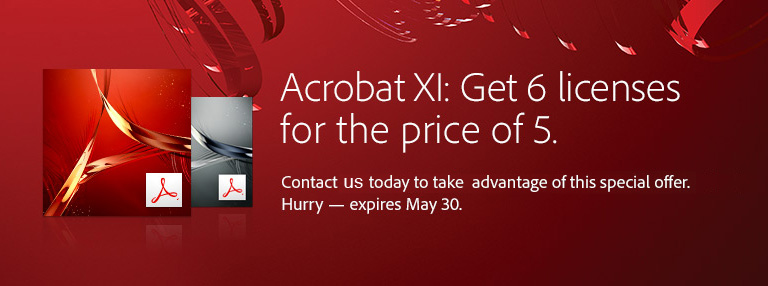 Acrobat XI: Get 6 licenses
for the price of 5.
Contact us today to take advantage of this special offer.
Hurry — expires May 30.